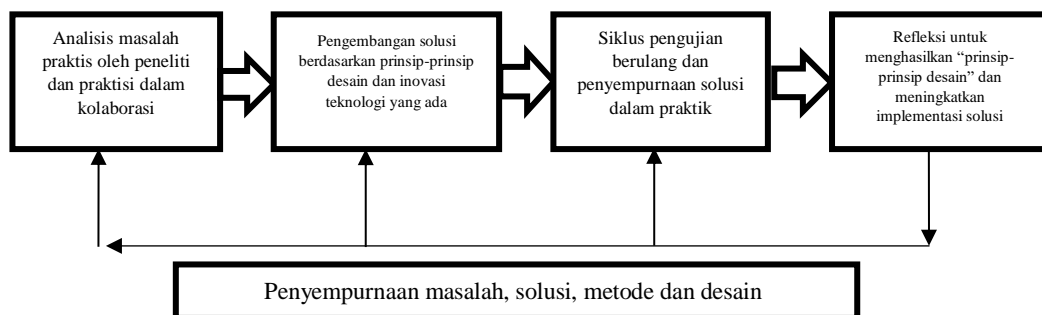 Analisis masalah
praktis oleh peneliti
dan praktisi dalam
kolaborasi
Pengembangan solusi
berdasarkan prinsip-prinsip
desain dan inovasi
teknologi yang ada
Siklus pengujian
berulang dan
penyempurnaan solusi
dalam praktik
Refleksi untuk
menghasilkan “prinsip-
prinsip desain” dan
meningkatkan
implementasi solusi
Penyempurnaan masalah, solusi, metode dan desain